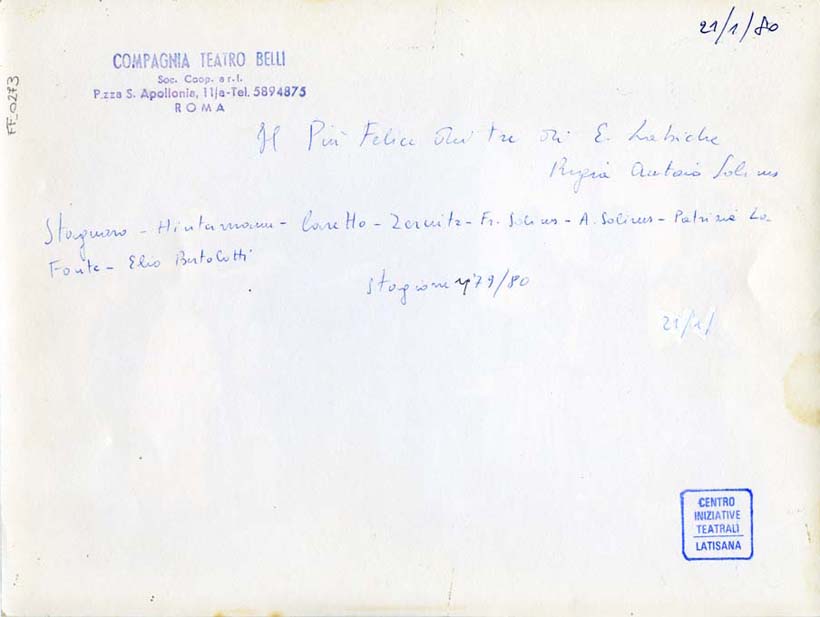 21/1/80
FF_0273
COMPAGNIA TEATRO BELLI
Soc. Coop. a r.l.
P.zza S. Apollonia, 11/a-Tel. 5894875
ROMA
Il Più Felice dei tre di E. Labiche
Regia Antonio Salines
Stagnaro - Hintermann - Caretto - Zernitz - Fr. Salines - A. Salines - Patrizia La
Fonte - Elio Bertolotti
Stagione 79/80
21/1/
CENTRO
INIZIATIVE
TEATRALI
LATISANA